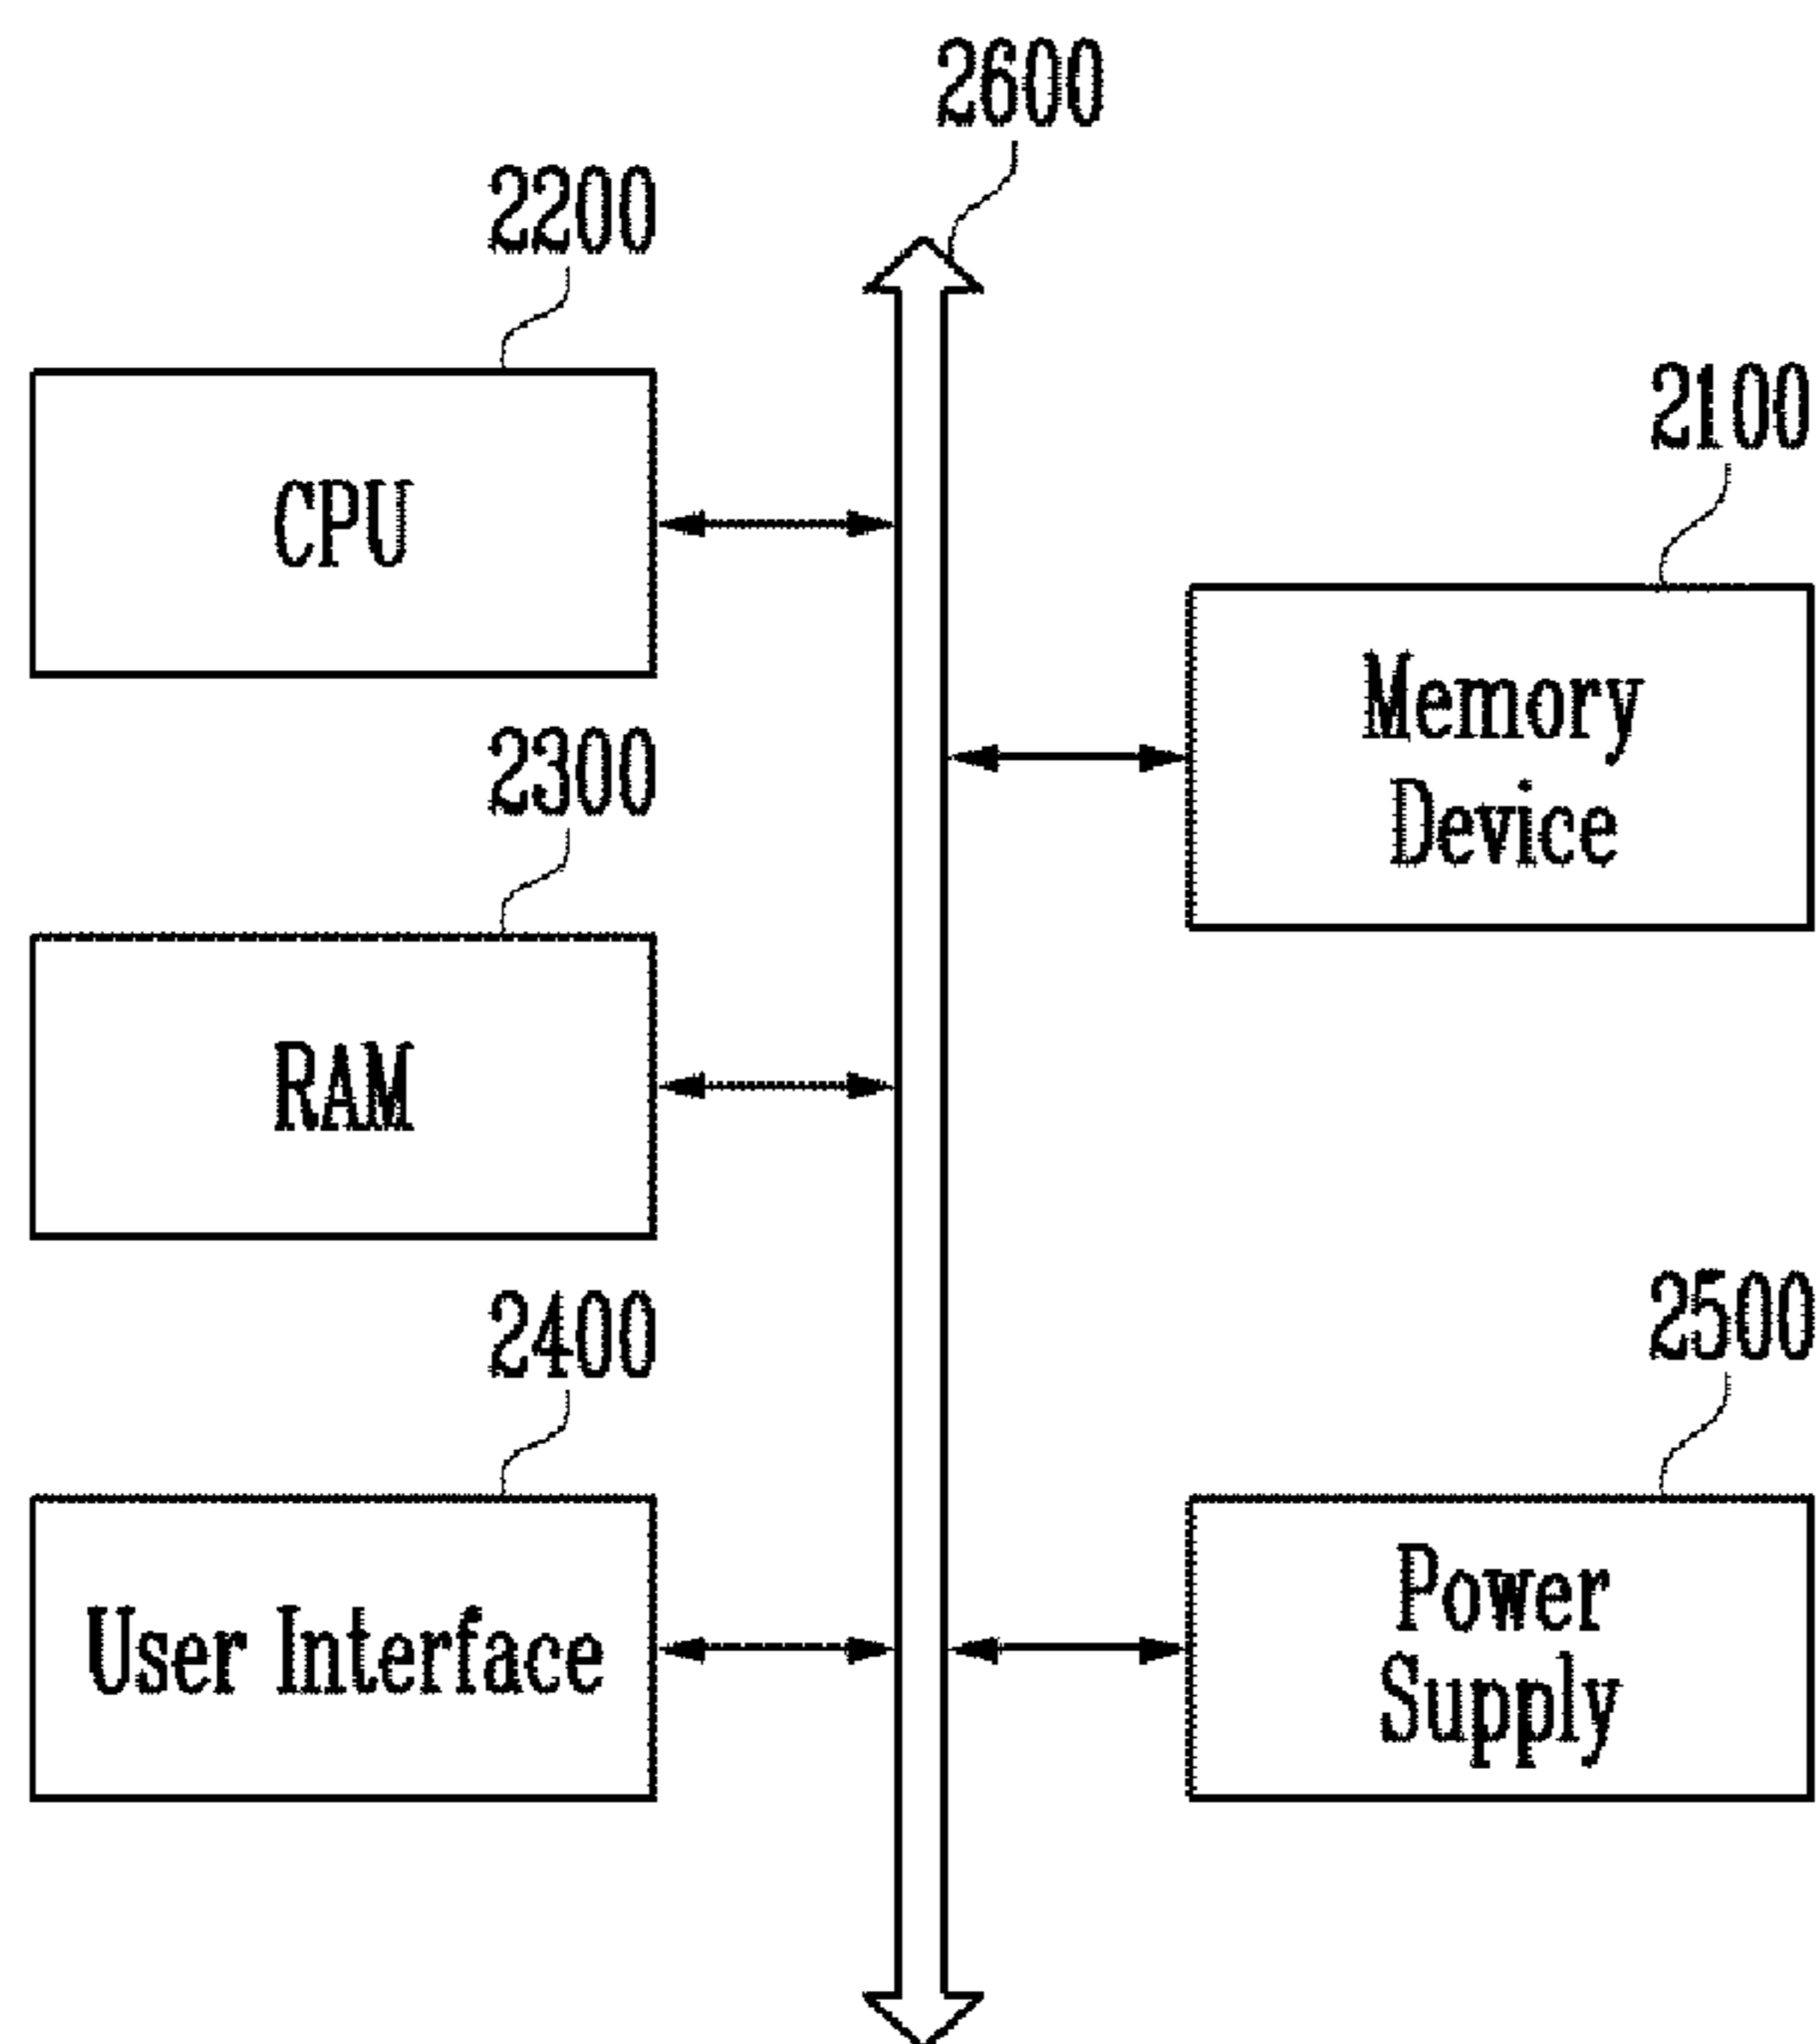 2600
2200
CPU
2100
Memory
Device
2300
RAM
2400
User Interface
2500
Power
Supply